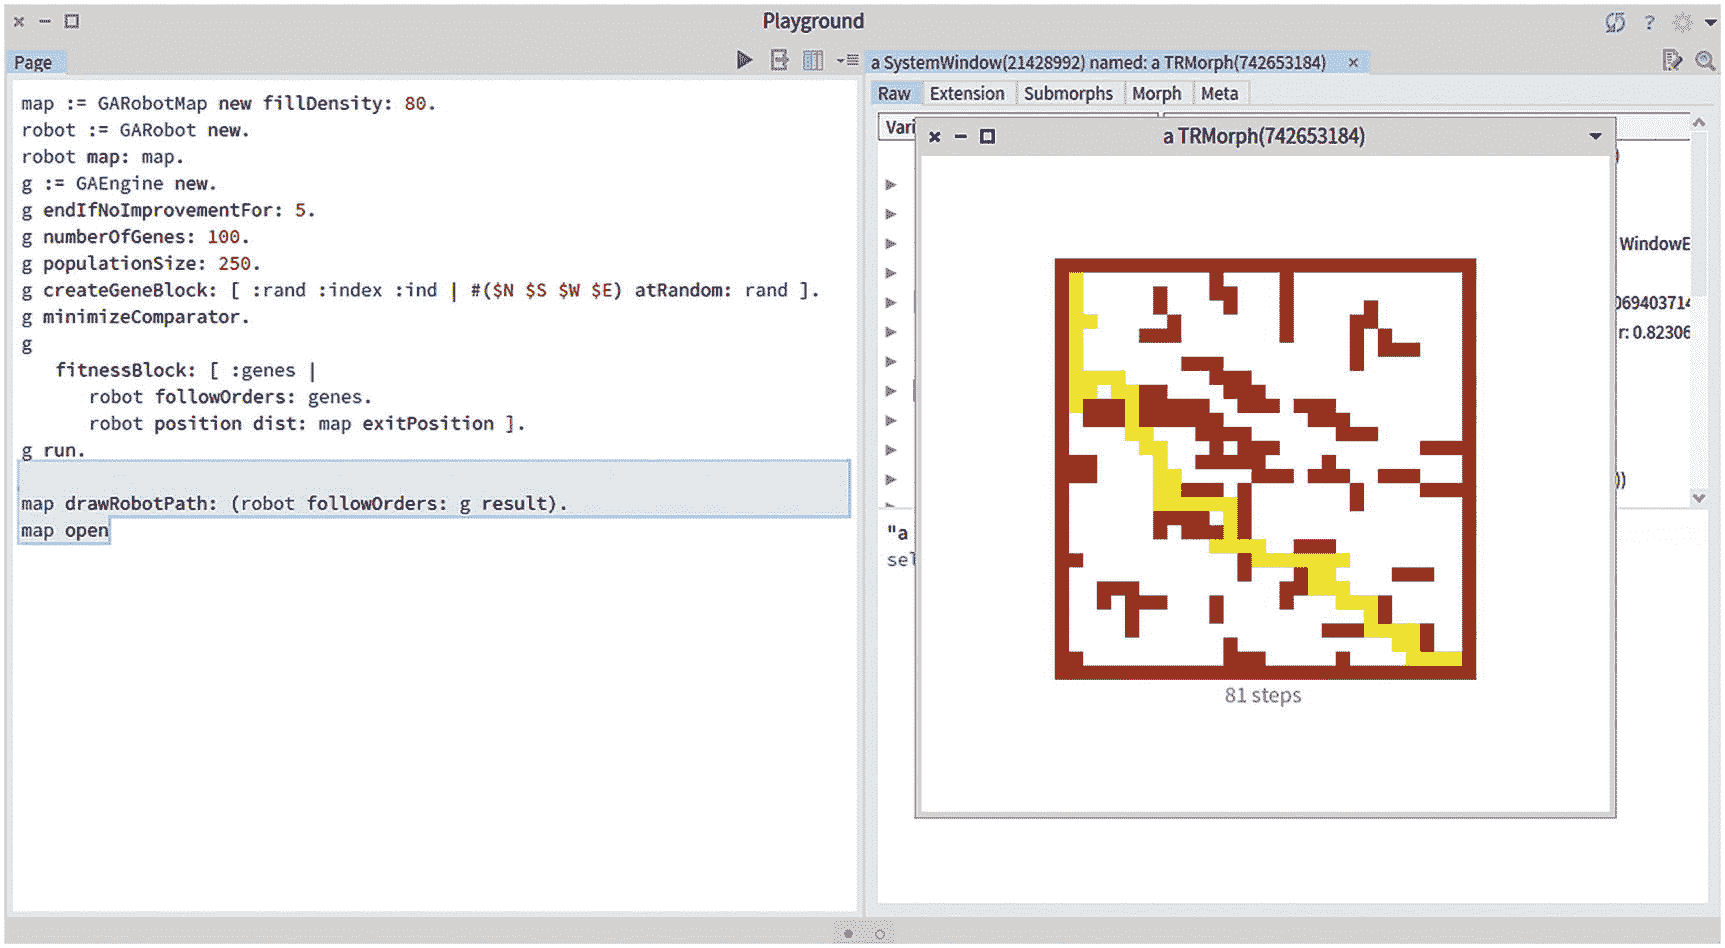 Playground
?
Page
map := GARobotMap new fillDensity: 80.
robot := GARobot new.
robot map: map.
g := GAEngine new.
g endIfNoImprovementFor: 5.
g numberOfGenes: 100.
g populationSize: 250.
g createGeneBlock: [ :rand :index :ind | #($N $S $W $E) atRandom: rand ].
g minimizeComparator.
g
fitnessBlock: [ :genes |
robot followOrders: genes.
robot position dist: map exitPosition ].
g run.
map drawRobotPath: (robot followOrders: g result).
map open
a SystemWindow(21428992) named: a TRMorph(742653184)
Raw Extension Submorphs Morph Meta
Vari
a TRMorph(742653184)
WindowE
069403714
r: 0.82306
))
"a
sel
81 steps